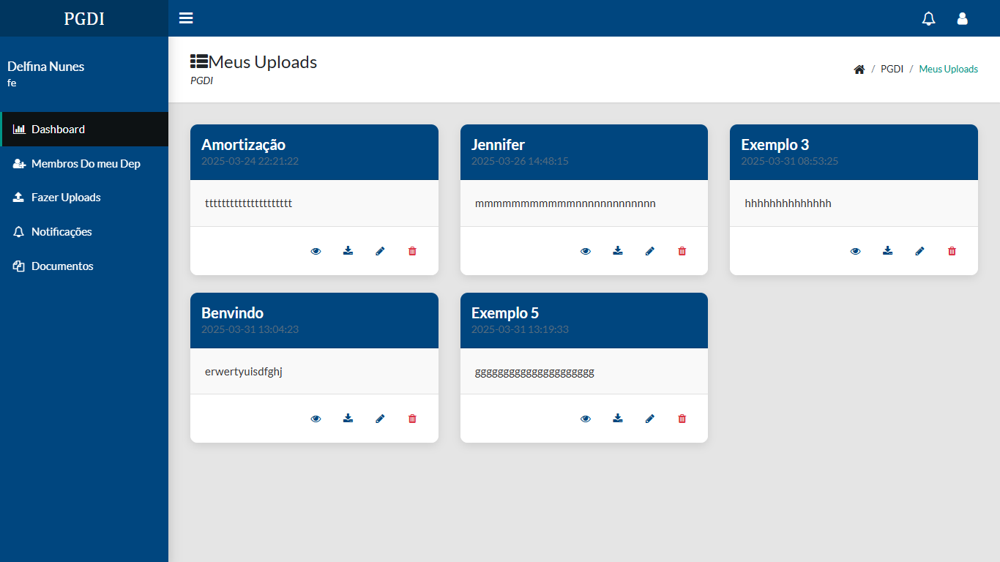 PGDI
Delfina Nunes
fe
Dashboard
Membros Do meu Dep
Fazer Uploads
Notificações
Documentos
Meus Uploads
PGDI
/ PGDI / Meus Uploads
Amortização
2025-03-24 22:21:22
ttttttttttttttttttttt
Jennifer
2025-03-26 14:48:15
mmmmmmmmmmmnnnnnnnnnnnnn
Exemplo 3
2025-03-31 08:53:25
hhhhhhhhhhhhhh
Benvindo
2025-03-31 13:04:23
erwertyuisdfghj
Exemplo 5
2025-03-31 13:19:33
ggggggggggggggggggggg